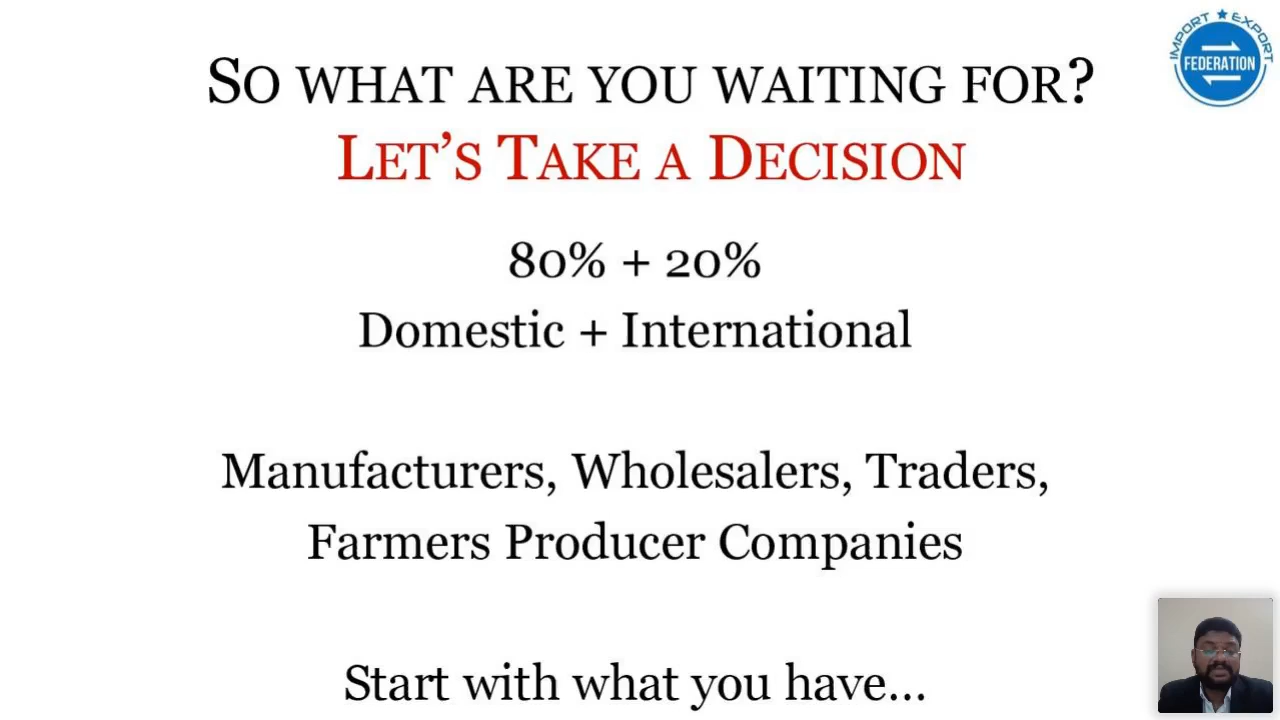 SO WHAT ARE YOU WAITING FOR?
LET'S TAKE A DECISION
80% + 20%
Domestic + International
Manufacturers, Wholesalers, Traders,
Farmers Producer Companies
Start with what you have...
IMPORT ★ EXPORT
FEDERATION